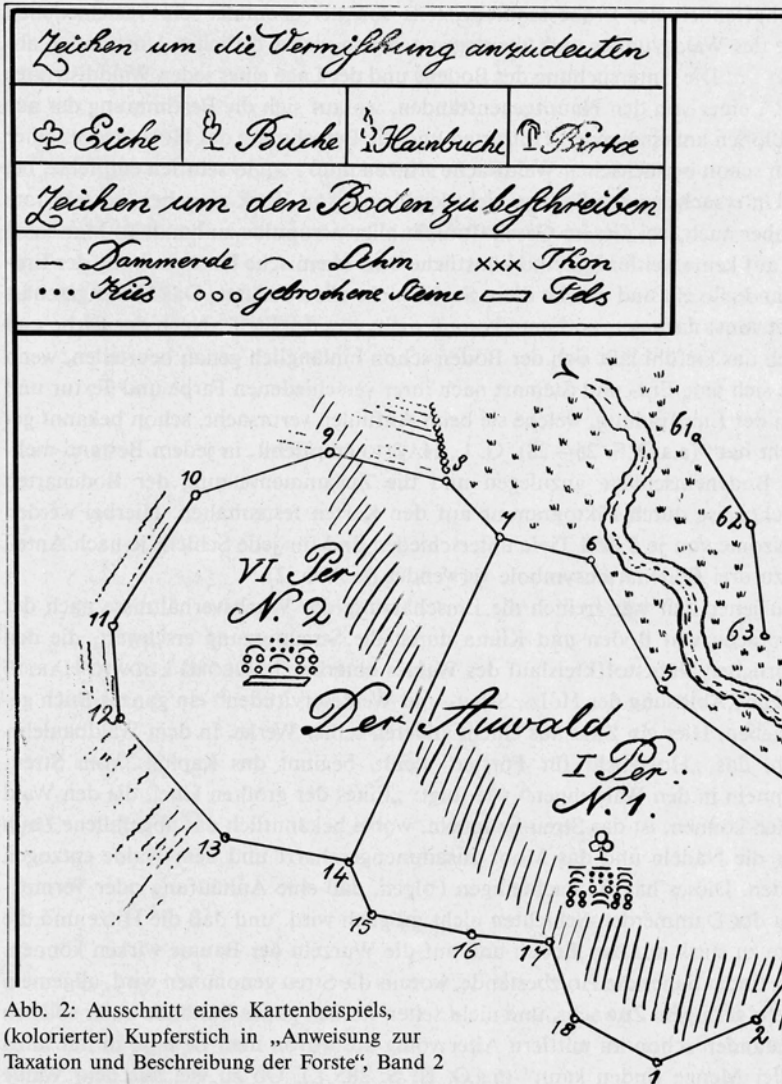 Zeichen um die Vermischung anzudeuten
Eiche Buche Hainbuche Birke
Zeichen um den Boden zu beschreiben
Dammerde Lehm Thon
Kies gebrochene Steine Fels
9
10
8
61
62
63
VI. Per
N. 2
11
12
5
Der Auwald
I Per.
N 1.
13
14
15
16
17
18
1
2
Abb. 2: Ausschnitt eines Kartenbeispiels,
(kolorierter) Kupferstich in „Anweisung zur
Taxation und Beschreibung der Forste“, Band 2